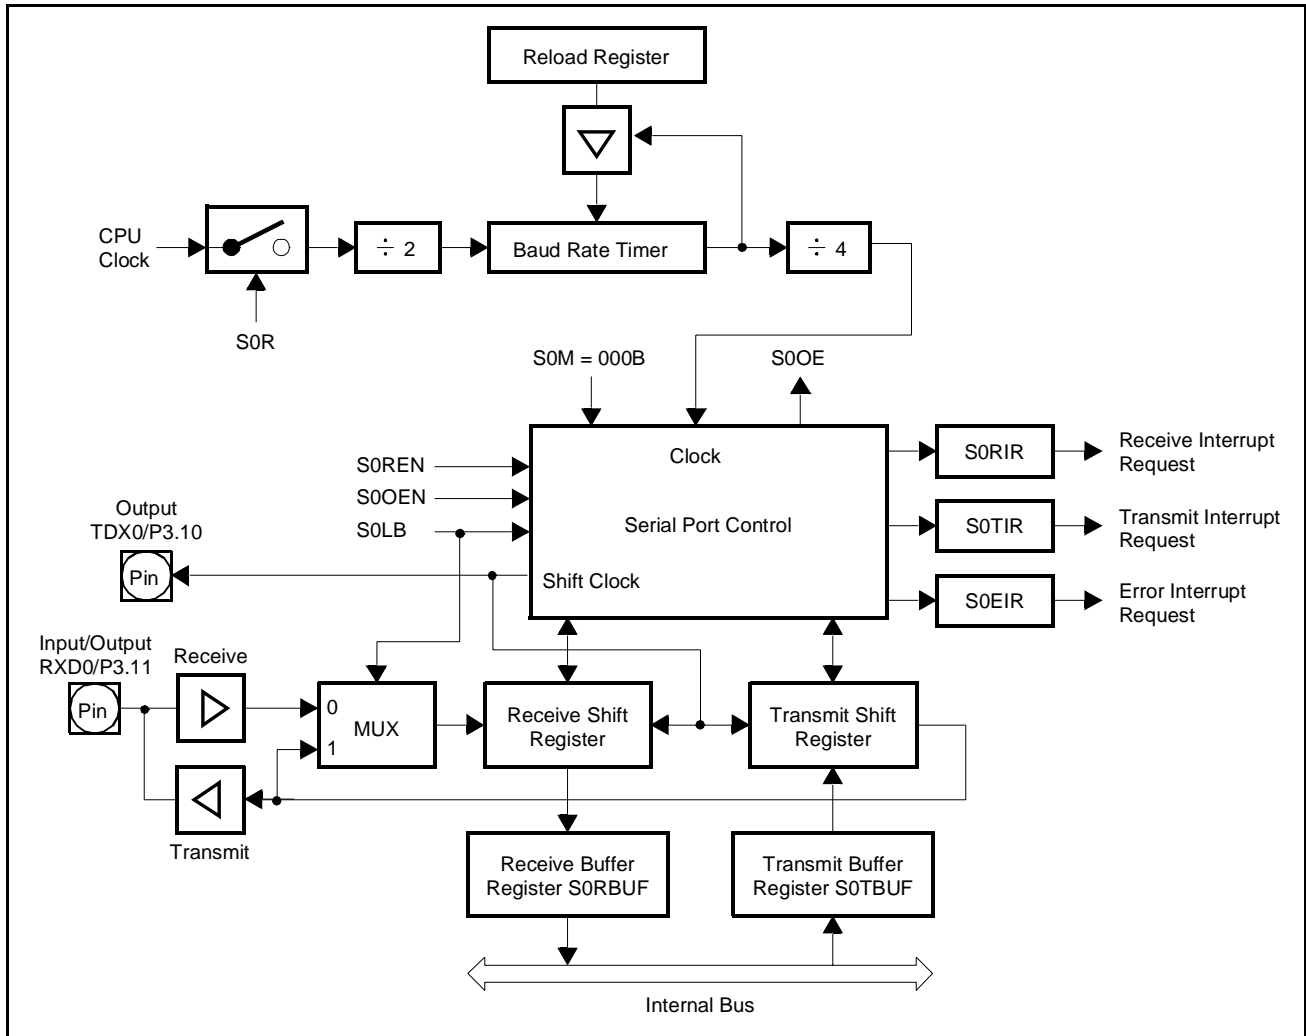 Reload Register
CPU
Clock
÷ 2
Baud Rate Timer
÷ 4
S0R
S0M = 000B
S0OE
Clock
S0REN
S0OEN
S0LB
Serial Port Control
Shift Clock
S0RIR
Receive Interrupt
Request
S0TIR
Transmit Interrupt
Request
S0EIR
Error Interrupt
Request
Output
TDX0/P3.10
Pin
Input/Output
RXD0/P3.11
Pin
Receive
0
MUX
1
Receive Shift
Register
Transmit Shift
Register
Transmit
Receive Buffer
Register S0RBUF
Transmit Buffer
Register S0TBUF
Internal Bus